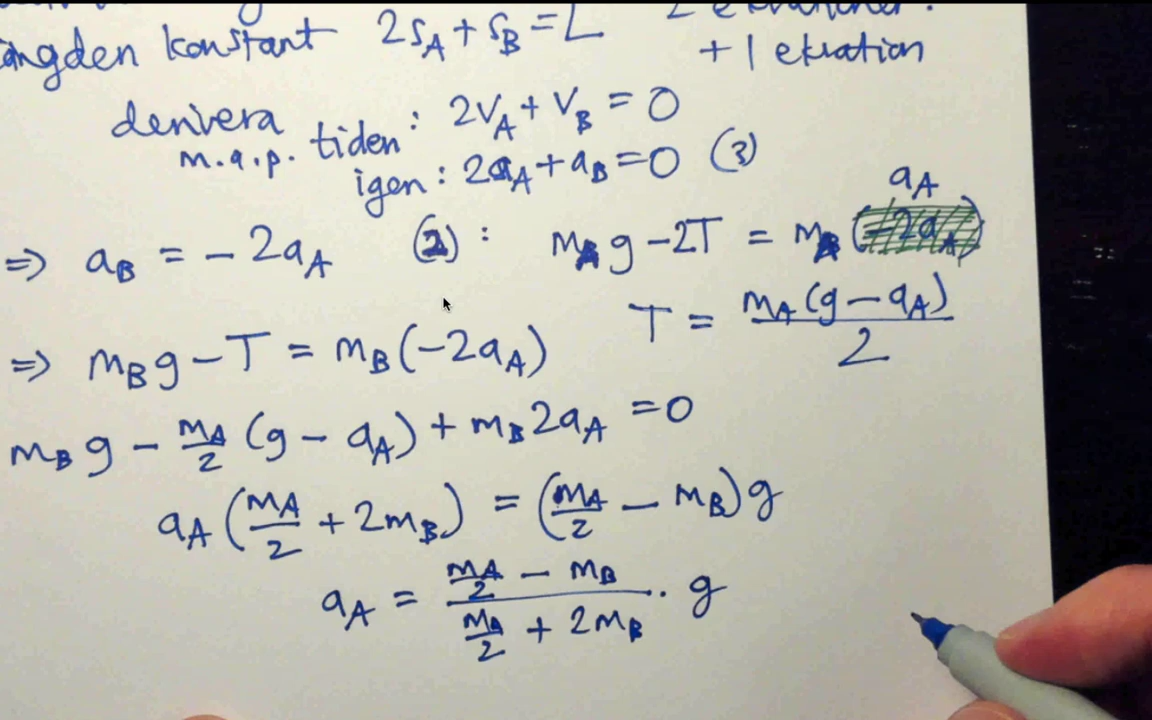 längden konstant 2s_A + s_B = L
+ 1 ekvation
derivera m.a.p. tiden : 2v_A + v_B = 0
igen : 2a_A + a_B = 0 (3)
a_A
⇒ a_B = -2a_A (2) : m_A g - 2T = m_A (-2a_A)
T = m_A (g - a_A) / 2
⇒ m_B g - T = m_B (-2a_A)
m_B g - m_A/2 (g - a_A) + m_B 2a_A = 0
a_A (m_A/2 + 2m_B) = (m_A/2 - m_B) g
a_A = (m_A/2 - m_B) / (m_A/2 + 2m_B) · g